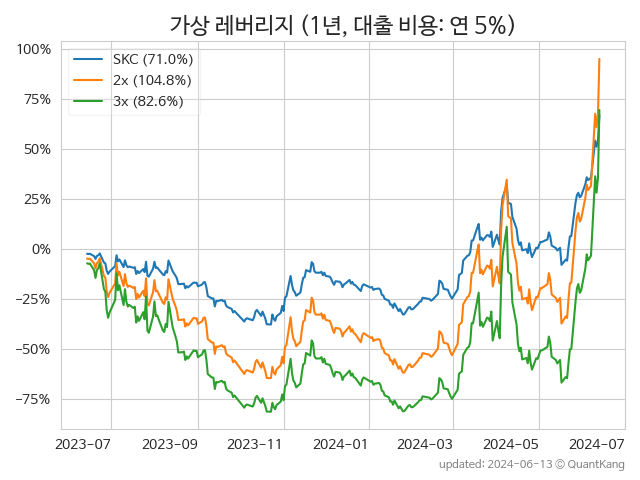 가상 레버리지 (1년, 대출 비용: 연 5%)
SKC (71.0%)
2x (104.8%)
3x (82.6%)
100%
75%
50%
25%
0%
−25%
−50%
−75%
2023-07 2023-09 2023-11 2024-01 2024-03 2024-05 2024-07
updated: 2024-06-13 ⓒ QuantKang